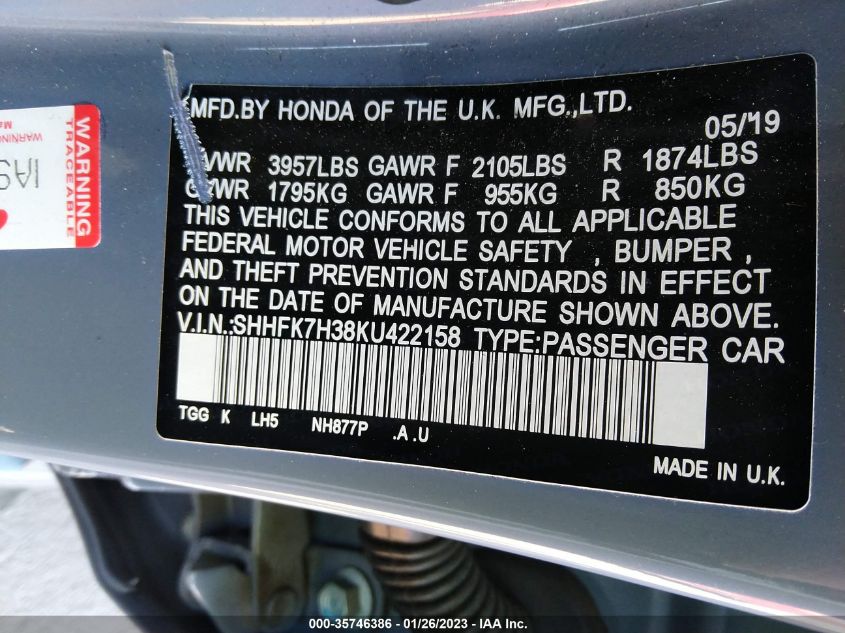 MFD.BY HONDA OF THE U.K. MFG.,LTD.
05/19
GVWR 3957LBS GAWR F 2105LBS R 1874LBS
GVWR 1795KG GAWR F 955KG R 850KG
THIS VEHICLE CONFORMS TO ALL APPLICABLE
FEDERAL MOTOR VEHICLE SAFETY , BUMPER ,
AND THEFT PREVENTION STANDARDS IN EFFECT
ON THE DATE OF MANUFACTURE SHOWN ABOVE.
V.I.N.:SHHFK7H38KU422158 TYPE:PASSENGER CAR
TGG K LH5 NH877P .A .U
MADE IN U.K.
WARNING
TRACEABLE
WARNING
IA9
000-35746386 - 01/26/2023 - IAA Inc.